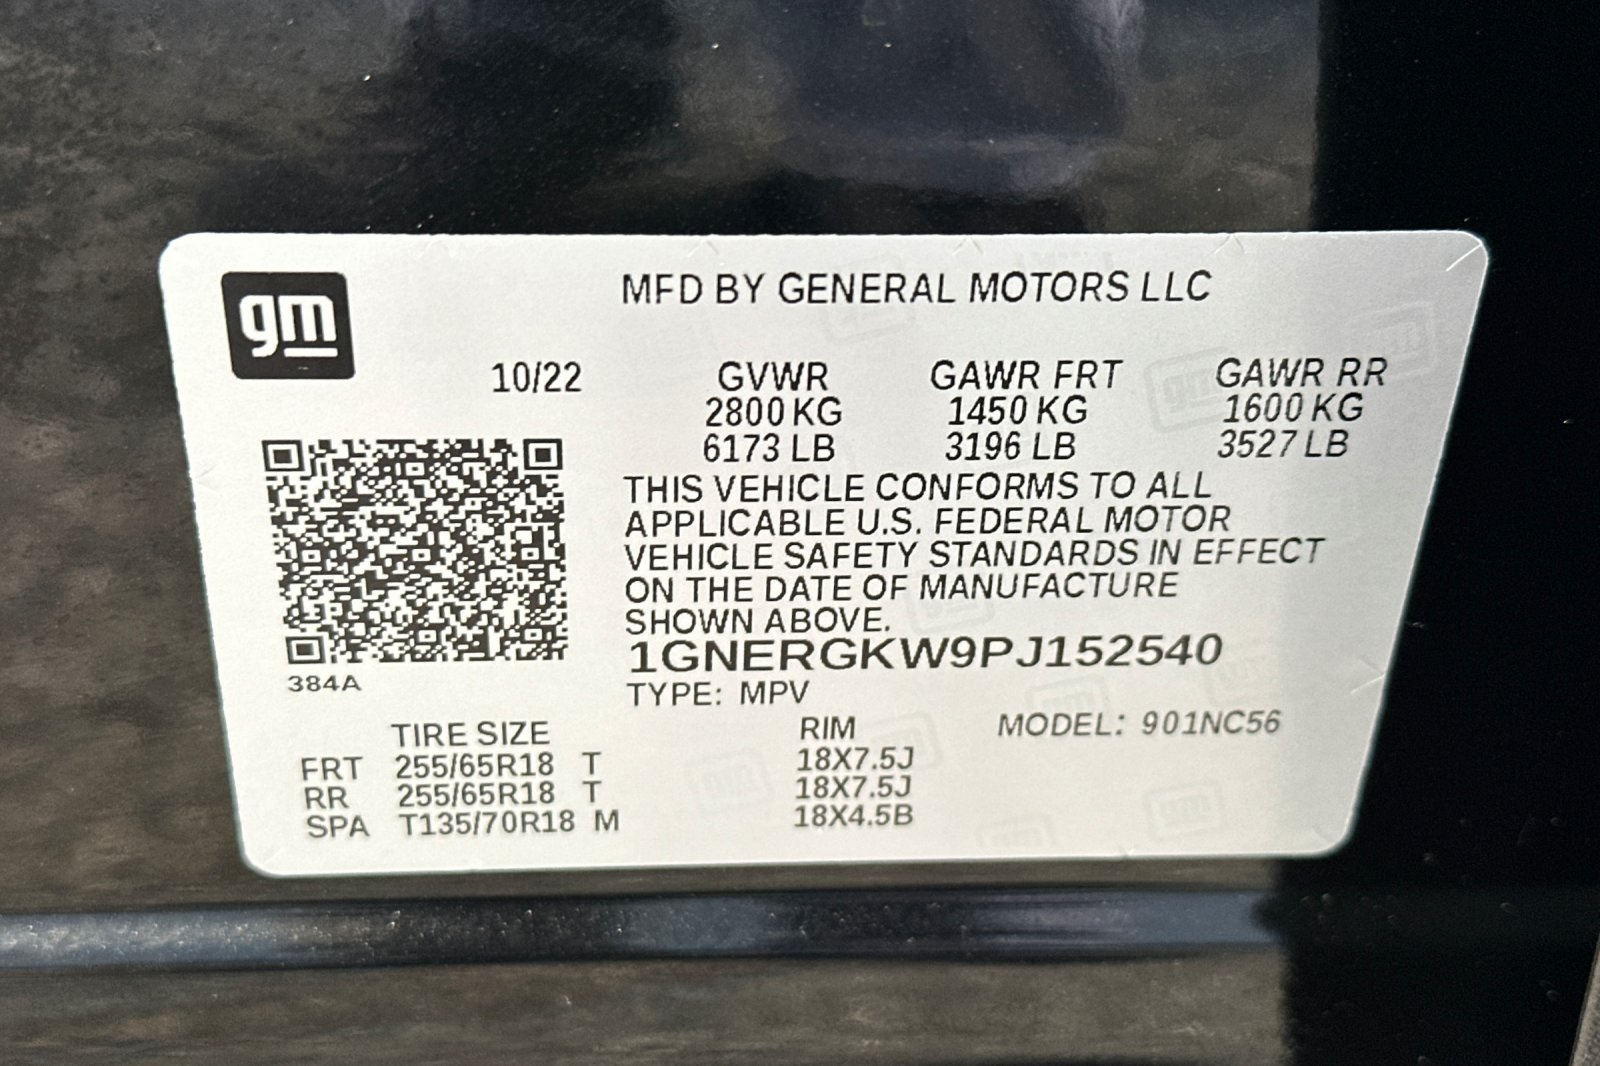 gm
MFD BY GENERAL MOTORS LLC
10/22 GVWR GAWR FRT GAWR RR
2800 KG 1450 KG 1600 KG
6173 LB 3196 LB 3527 LB
THIS VEHICLE CONFORMS TO ALL
APPLICABLE U.S. FEDERAL MOTOR
VEHICLE SAFETY STANDARDS IN EFFECT
ON THE DATE OF MANUFACTURE
SHOWN ABOVE.
1GNERGKW9PJ152540
384A
TYPE: MPV
TIRE SIZE RIM MODEL: 901NC56
FRT 255/65R18 T 18X7.5J
RR 255/65R18 T 18X7.5J
SPA T135/70R18 M 18X4.5B